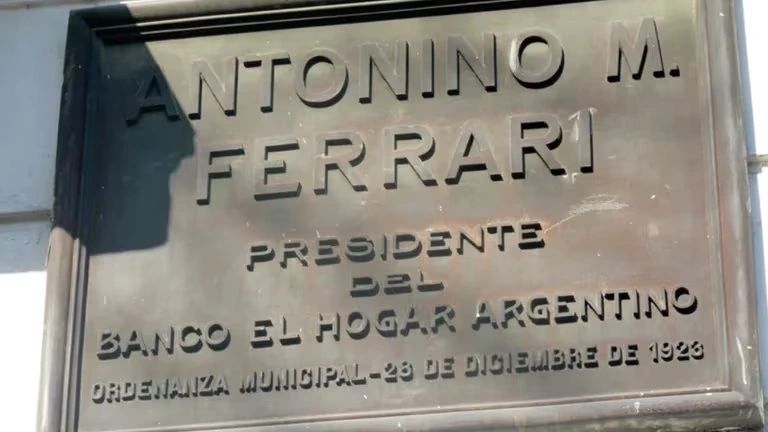 ANTONINO M.
FERRARI
PRESIDENTE
DEL
BANCO EL HOGAR ARGENTINO
ORDENANZA MUNICIPAL-28 DE DICIEMBRE DE 1923